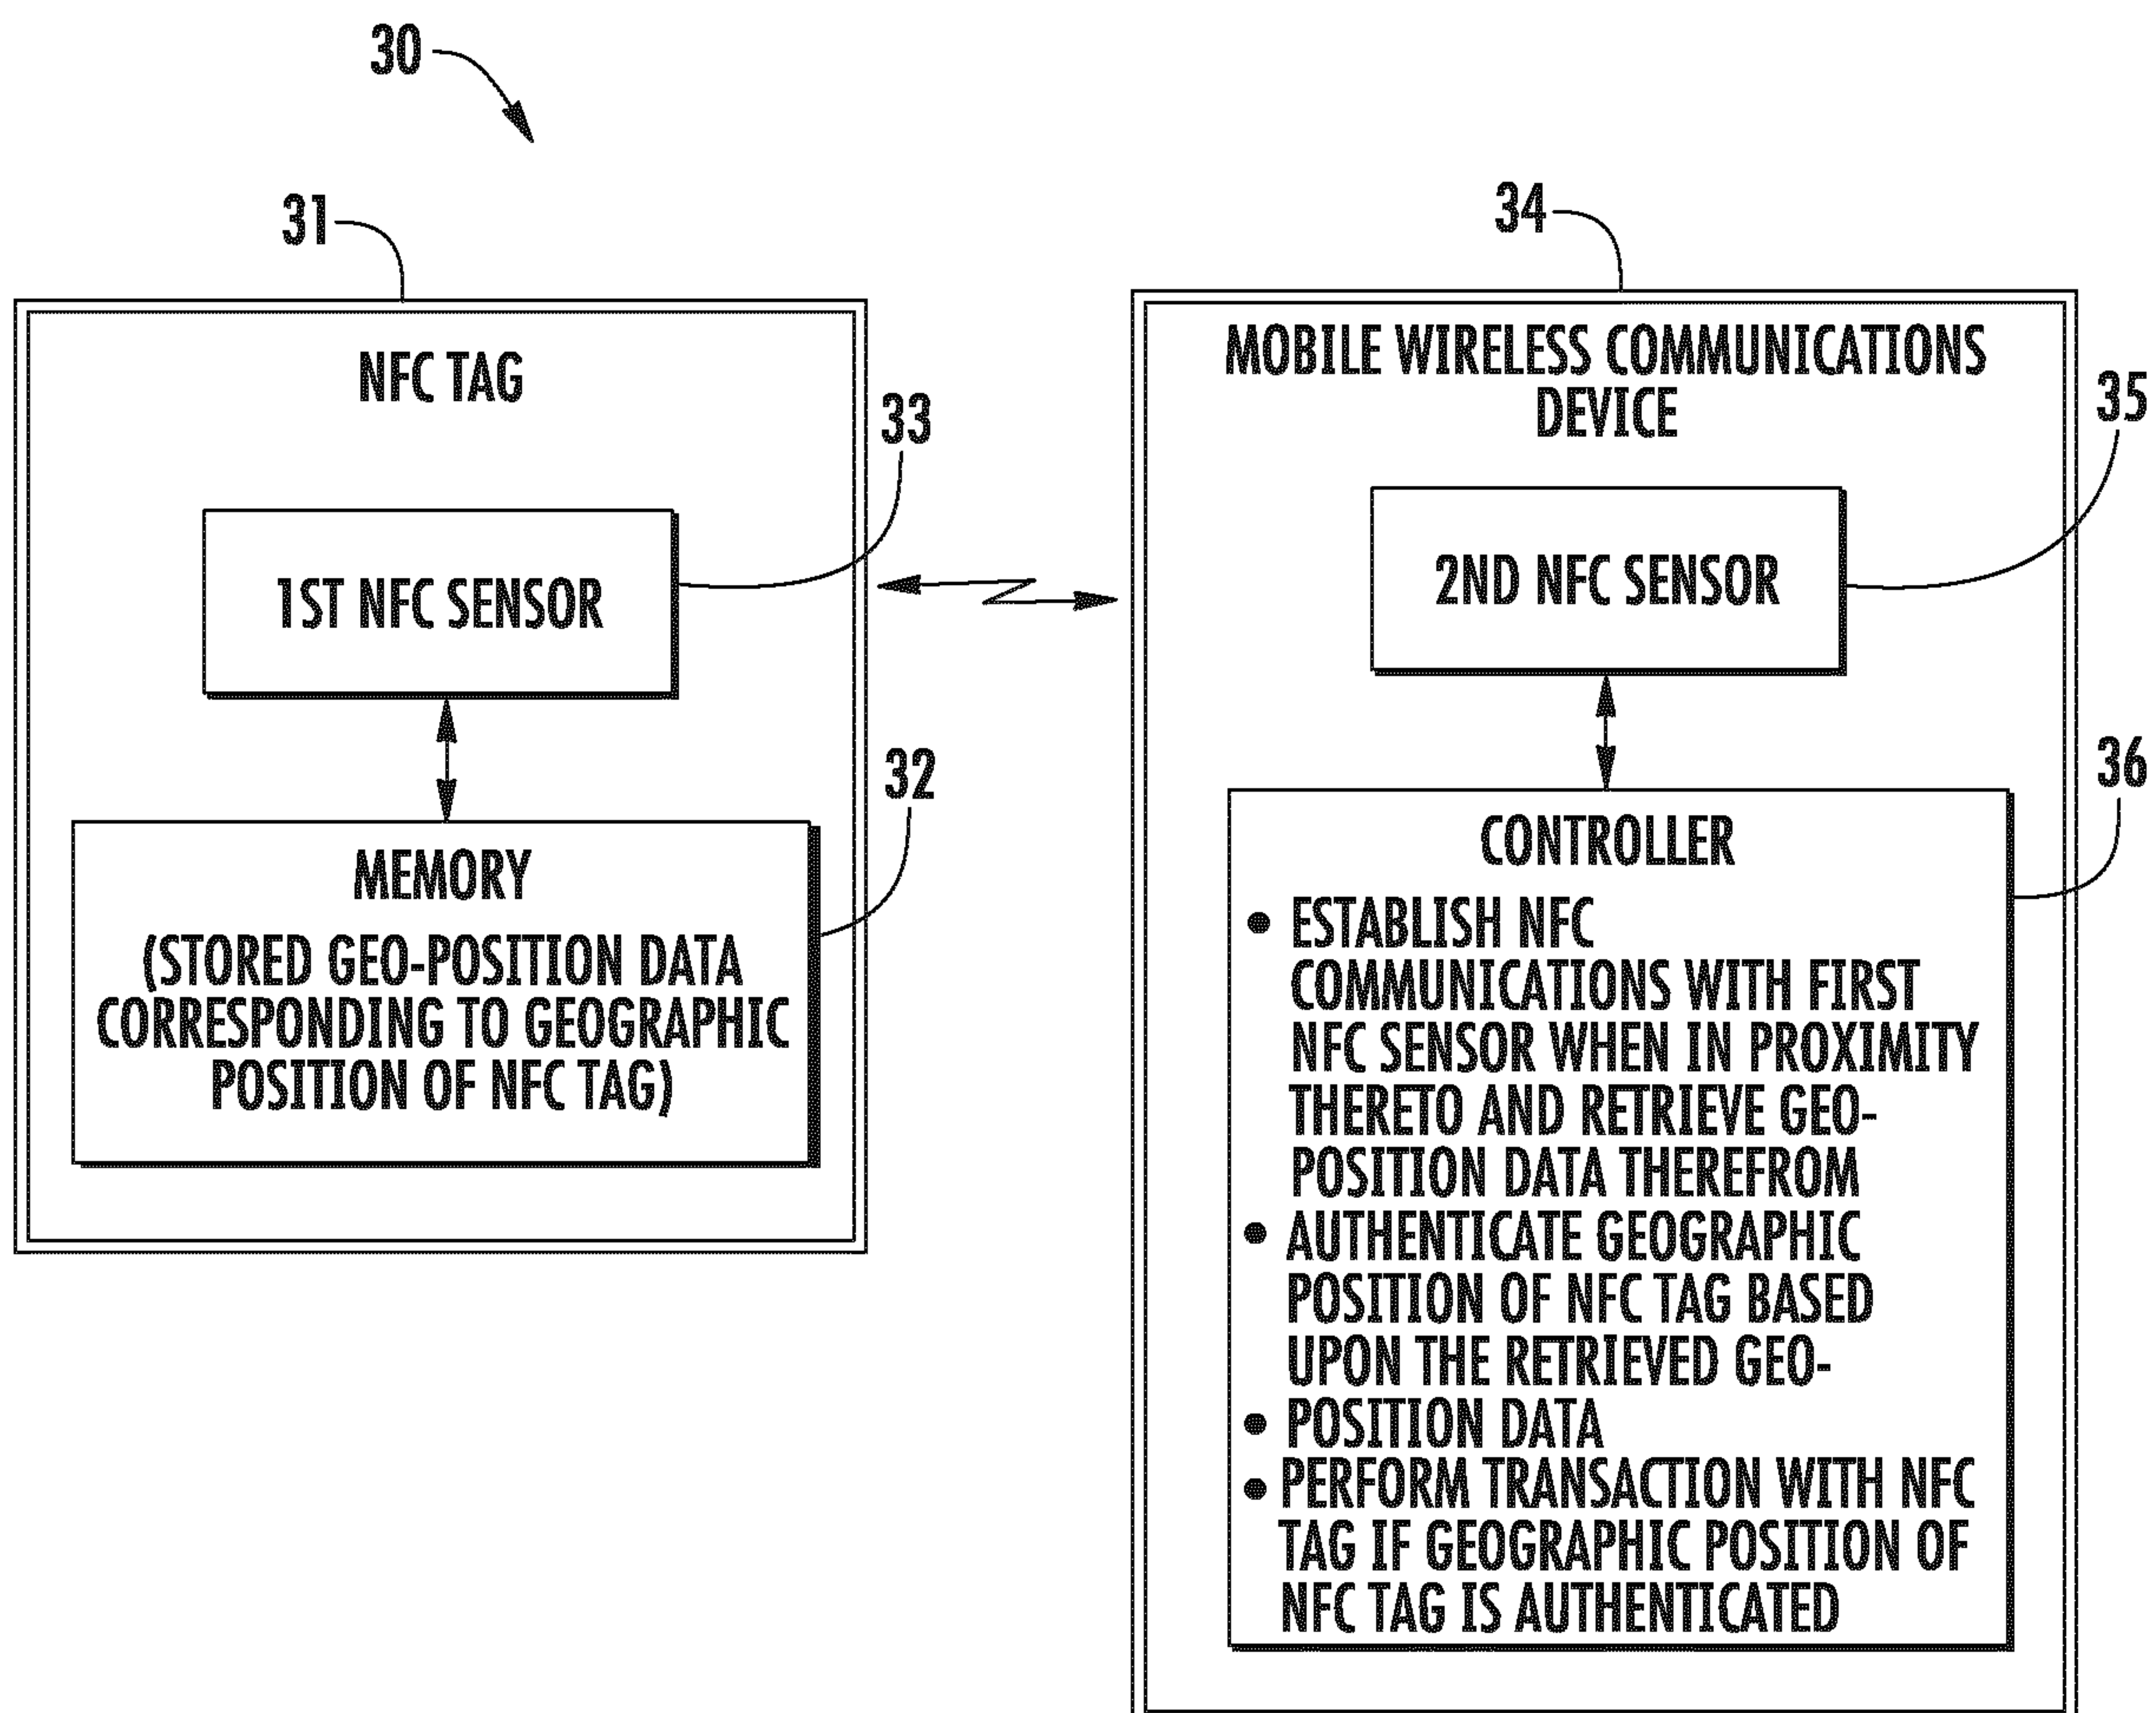 30
31
NFC TAG
33
1ST NFC SENSOR
32
MEMORY
(STORED GEO-POSITION DATA
CORRESPONDING TO GEOGRAPHIC
POSITION OF NFC TAG)
34
MOBILE WIRELESS COMMUNICATIONS
DEVICE
35
2ND NFC SENSOR
36
CONTROLLER
• ESTABLISH NFC
COMMUNICATIONS WITH FIRST
NFC SENSOR WHEN IN PROXIMITY
THERETO AND RETRIEVE GEO-
POSITION DATA THEREFROM
• AUTHENTICATE GEOGRAPHIC
POSITION OF NFC TAG BASED
UPON THE RETRIEVED GEO-
• POSITION DATA
• PERFORM TRANSACTION WITH NFC
TAG IF GEOGRAPHIC POSITION OF
NFC TAG IS AUTHENTICATED